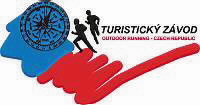 TURISTICKÝ ZÁVOD
OUTDOOR RUNNING - CZECH REPUBLIC